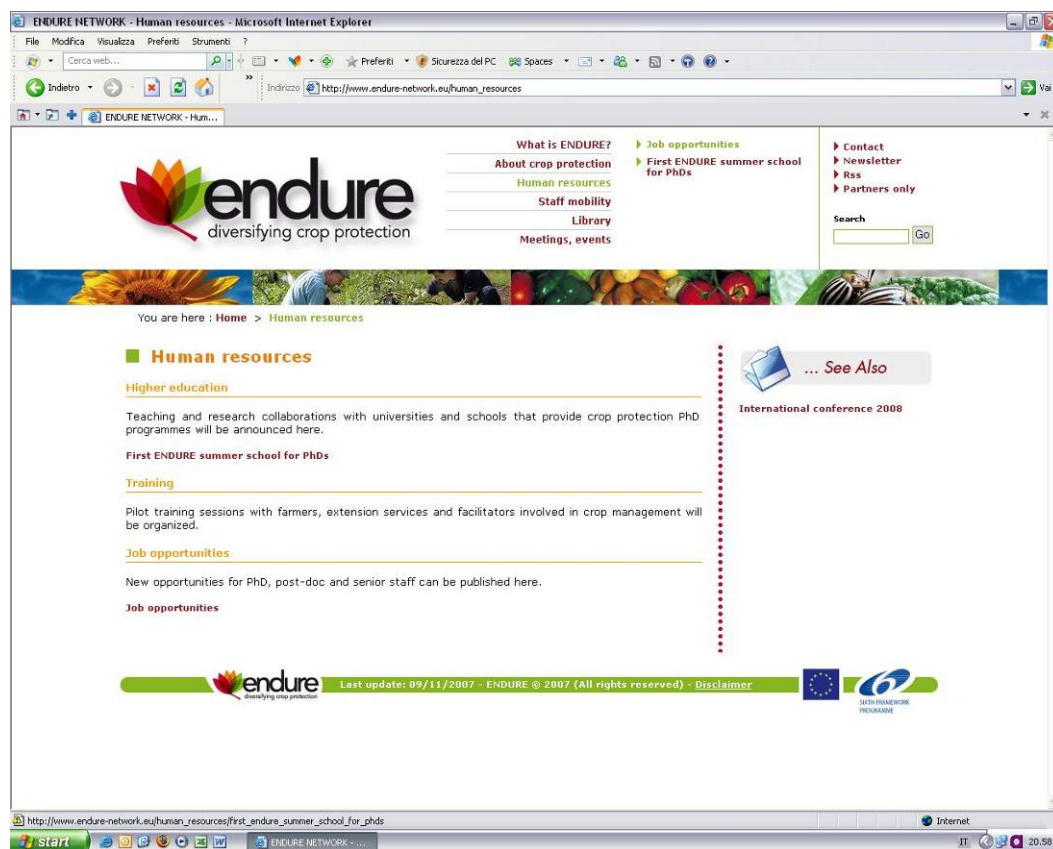 ENDURE NETWORK - Human resources - Microsoft Internet Explorer
File Modifica Visualizza Preferiti Strumenti ?
Cerca web...
Preferiti
Sicurezza del PC
Spaces
Indietro
Indirizzo
http://www.endure-network.eu/human_resources
Vai
ENDURE NETWORK - Hum...
endure
diversifying crop protection
What is ENDURE?
About crop protection
Human resources
Staff mobility
Library
Meetings, events
Job opportunities
First ENDURE summer school
for PhDs
Contact
Newsletter
Rss
Partners only
Search
Go
You are here : Home > Human resources
Human resources
Higher education
Teaching and research collaborations with universities and schools that provide crop protection PhD
programmes will be announced here.
First ENDURE summer school for PhDs
Training
Pilot training sessions with farmers, extension services and facilitators involved in crop management will
be organized.
Job opportunities
New opportunities for PhD, post-doc and senior staff can be published here.
Job opportunities
... See Also
International conference 2008
endure
diversifying crop protection
Last update: 09/11/2007 - ENDURE © 2007 (All rights reserved) - Disclaimer
SIXTH FRAMEWORK
PROGRAMME
http://www.endure-network.eu/human_resources/first_endure_summer_school_for_phds
Internet
start
ENDURE NETWORK - ...
IT
20.58